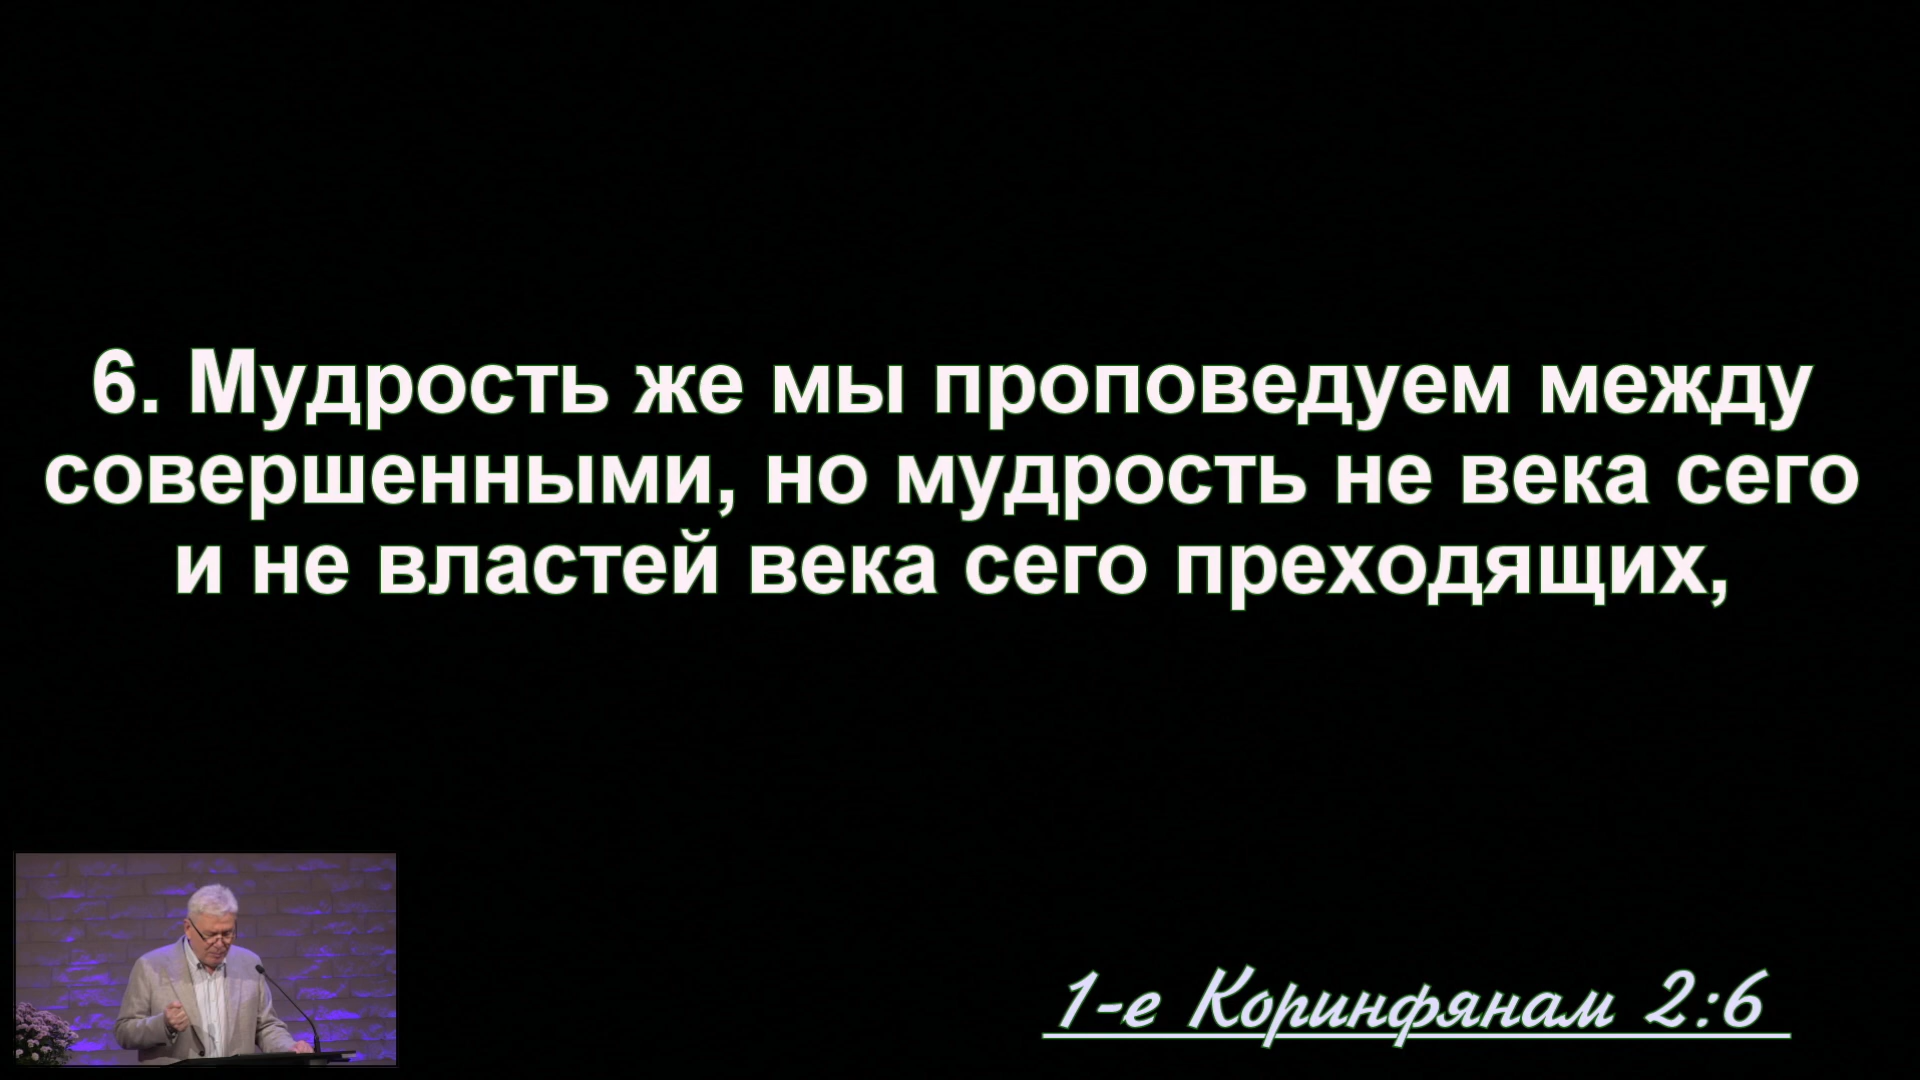 6. Мудрость же мы проповедуем между
совершенными, но мудрость не века сего
и не властей века сего преходящих,
1-е Коринфянам 2:6